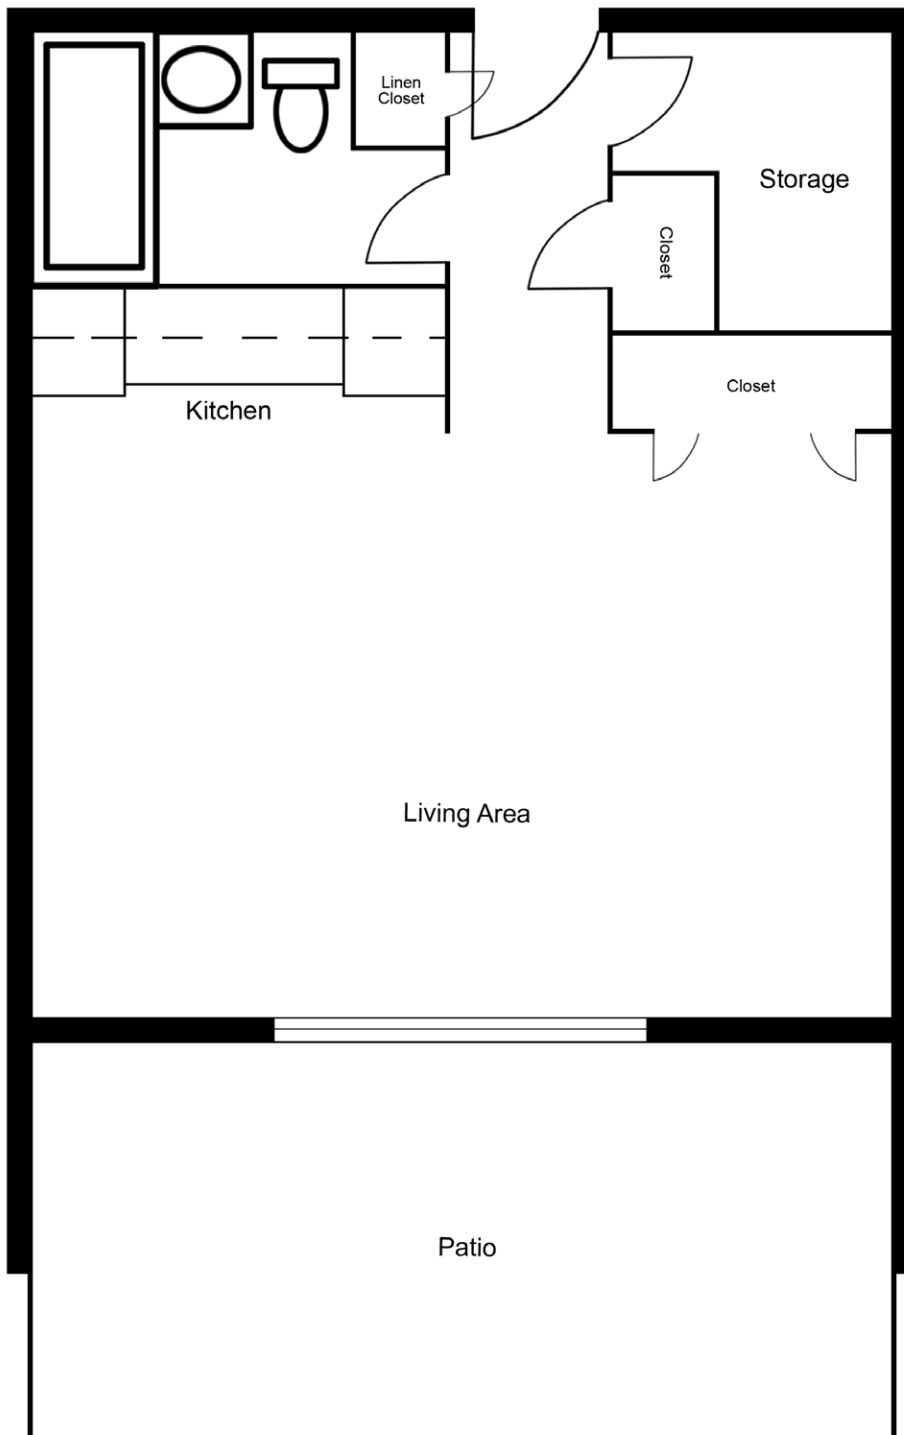 Linen
Closet
Storage
Closet
Closet
Kitchen
Living Area
Patio